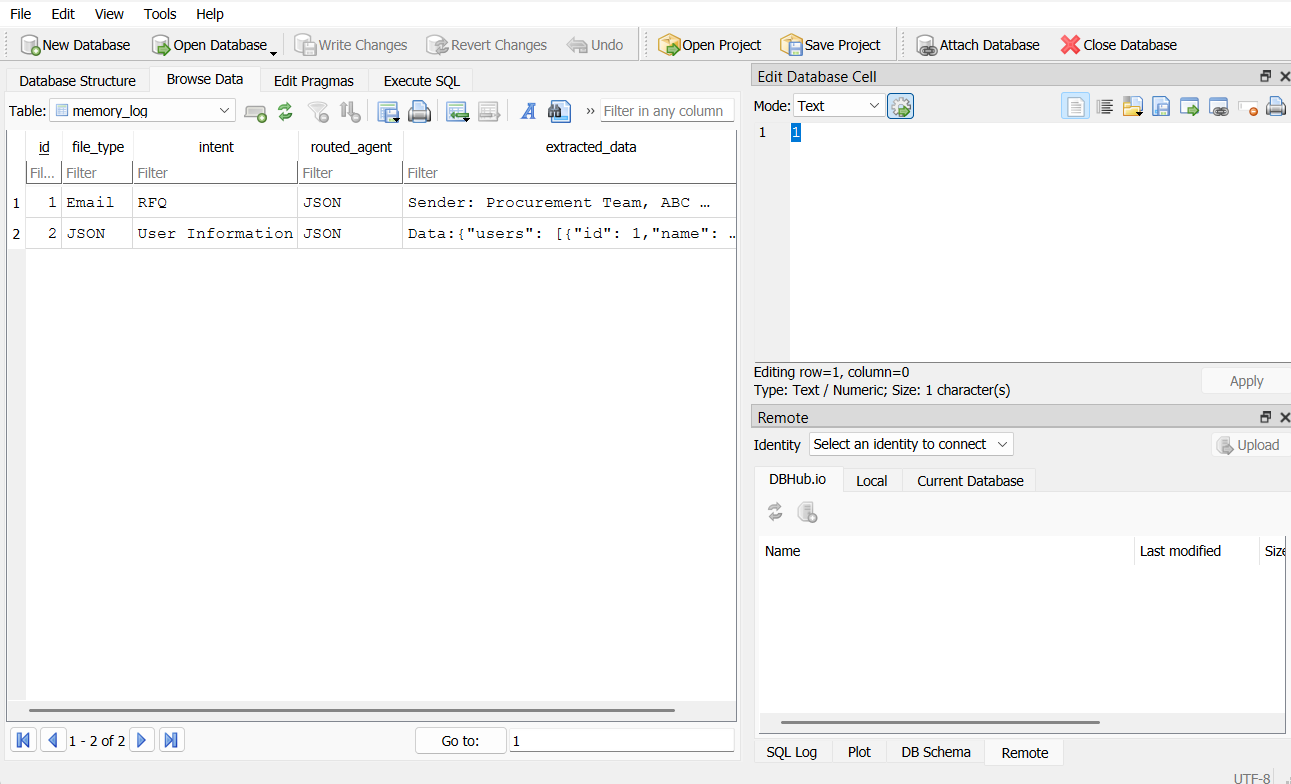 File Edit View Tools Help
New Database Open Database Write Changes Revert Changes Undo Open Project Save Project Attach Database Close Database
Database Structure Browse Data Edit Pragmas Execute SQL
Table: memory_log A » Filter in any column
id file_type intent routed_agent extracted_data
Fil... Filter Filter Filter Filter
1 1 Email RFQ JSON Sender: Procurement Team, ABC …
2 2 JSON User Information JSON Data:{"users": [{"id": 1,"name": …
1 - 2 of 2 Go to: 1
Edit Database Cell
Mode: Text
1 1
Editing row=1, column=0
Type: Text / Numeric; Size: 1 character(s)
Apply
Remote
Identity Select an identity to connect Upload
DBHub.io Local Current Database
Name Last modified Size
SQL Log Plot DB Schema Remote
UTF-8